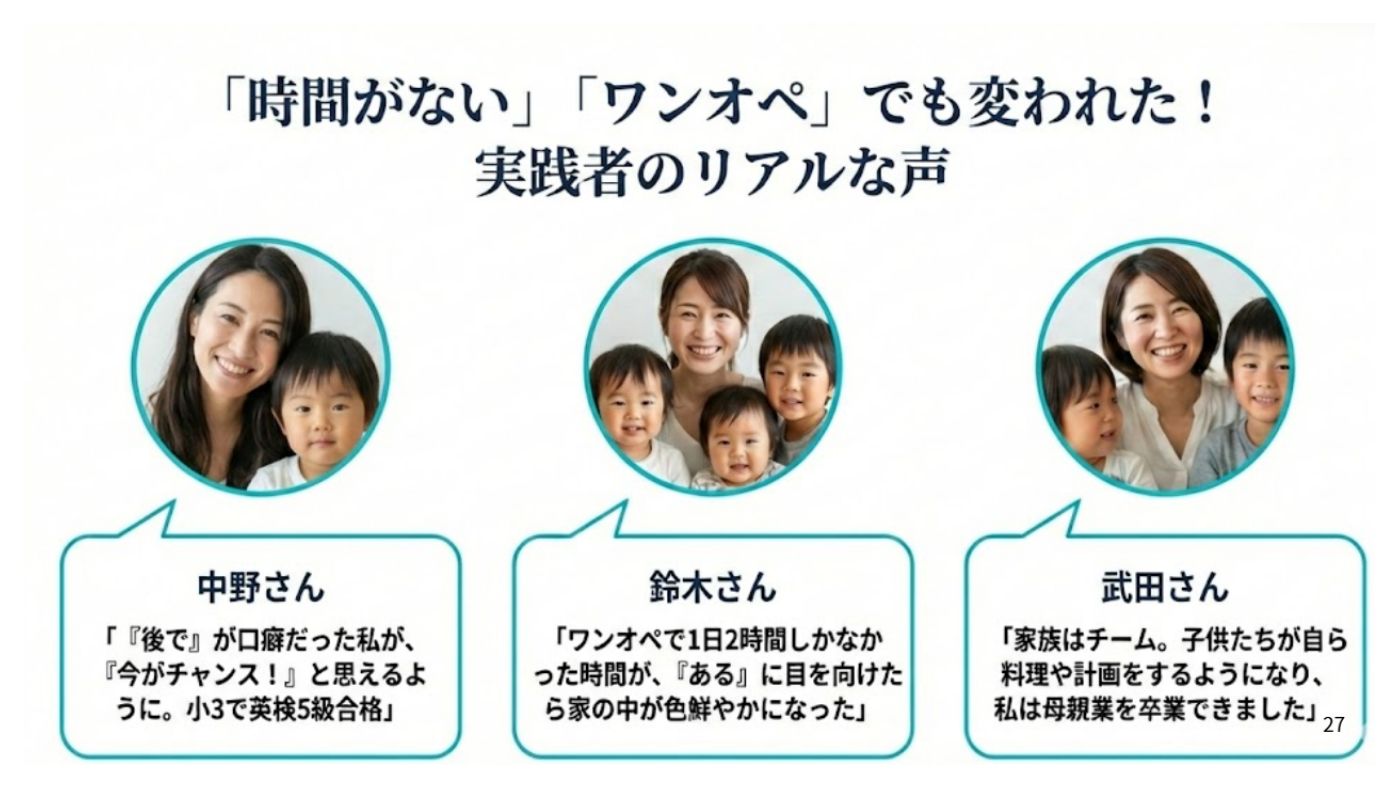 「時間がない」「ワンオペ」でも変われた！
実践者のリアルな声
中野さん
「『後で』が口癖だった私が、
『今がチャンス！』と思えるよ
うに。小3で英検5級合格」
鈴木さん
「ワンオペで1日2時間しかなか
った時間が、『ある』に目を向けた
ら家の中が色鮮やかになった」
武田さん
「家族はチーム。子供たちが自ら
料理や計画をするようになり、
私は母親業を卒業できました」
27